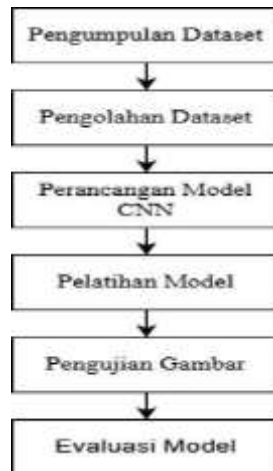 Pengumpulan Dataset
Pengolahan Dataset
Perancangan Model
CNN
Pelatihan Model
Pengujian Gambar
Evaluasi Model